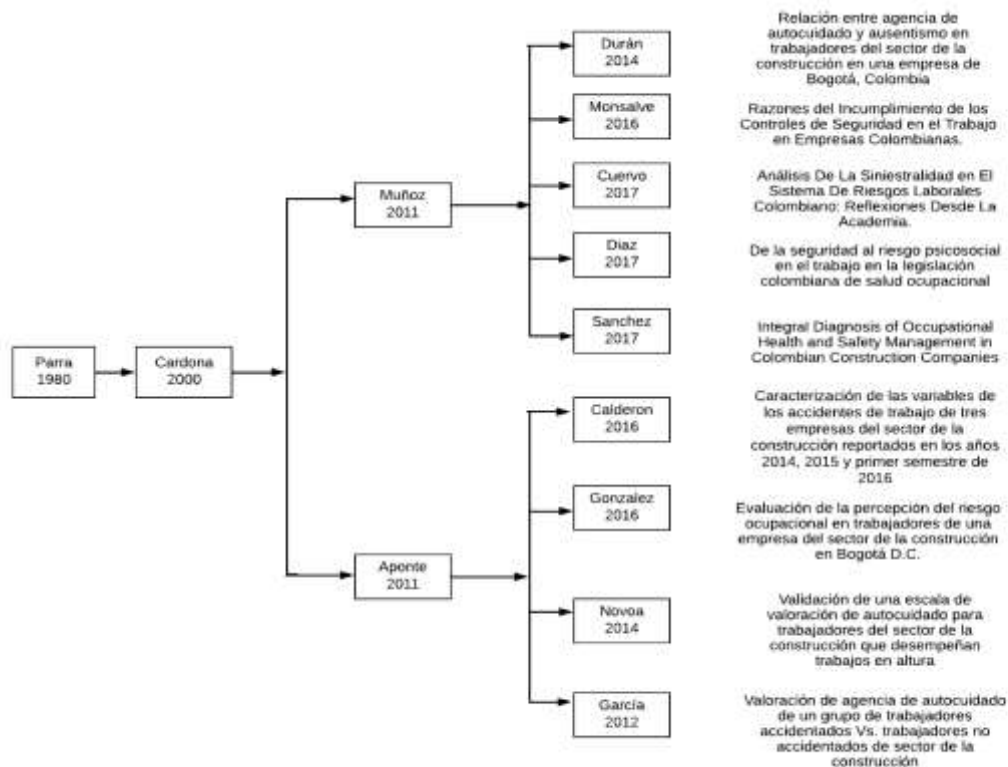 Parra
1980
Cardona
2000
Muñoz
2011
Aponte
2011
Durán
2014
Relación entre agencia de
autocuidado y ausentismo en
trabajadores del sector de la
construcción en una empresa de
Bogotá, Colombia
Monsalve
2016
Razones del Incumplimiento de los
Controles de Seguridad en el Trabajo
en Empresas Colombianas.
Cuervo
2017
Análisis De La Siniestralidad en El
Sistema De Riesgos Laborales
Colombiano: Reflexiones Desde La
Academia.
Diaz
2017
De la seguridad al riesgo psicosocial
en el trabajo en la legislación
colombiana de salud ocupacional
Sanchez
2017
Integral Diagnosis of Occupational
Health and Safety Management in
Colombian Construction Companies
Calderon
2016
Caracterización de las variables de
los accidentes de trabajo de tres
empresas del sector de la
construcción reportados en los años
2014, 2015 y primer semestre de
2016
Gonzalez
2016
Evaluación de la percepción del riesgo
ocupacional en trabajadores de una
empresa del sector de la construcción
en Bogotá D.C.
Novoa
2014
Validación de una escala de
valoración de autocuidado para
trabajadores del sector de la
construcción que desempeñan
trabajos en altura
García
2012
Valoración de agencia de autocuidado
de un grupo de trabajadores
accidentados Vs. trabajadores no
accidentados de sector de la
construcción